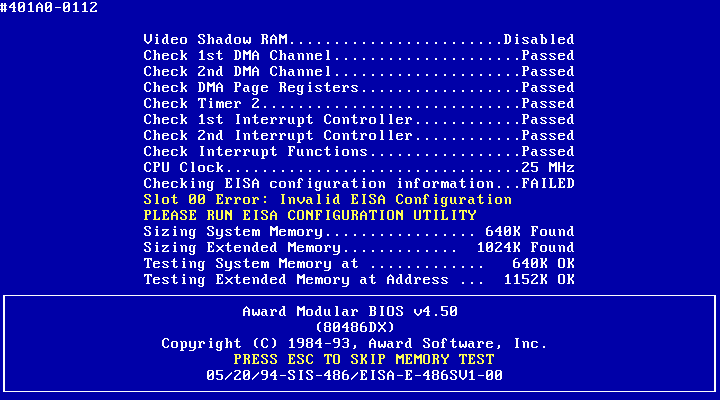 #401A0-0112
Video Shadow RAM........................Disabled
Check 1st DMA Channel.....................Passed
Check 2nd DMA Channel.....................Passed
Check DMA Page Registers..................Passed
Check Timer 2.............................Passed
Check 1st Interrupt Controller............Passed
Check 2nd Interrupt Controller............Passed
Check Interrupt Functions.................Passed
CPU Clock.................................25 MHz
Checking EISA configuration information...FAILED
Slot 00 Error: Invalid EISA Configuration
PLEASE RUN EISA CONFIGURATION UTILITY
Sizing System Memory.................... 640K Found
Sizing Extended Memory.............  1024K Found
Testing System Memory at .............   640K OK
Testing Extended Memory at Address ...  1152K OK
Award Modular BIOS v4.50
(80486DX)
Copyright (C) 1984-93, Award Software, Inc.
PRESS ESC TO SKIP MEMORY TEST
05/20/94-SIS-486/EISA-E-486SV1-00